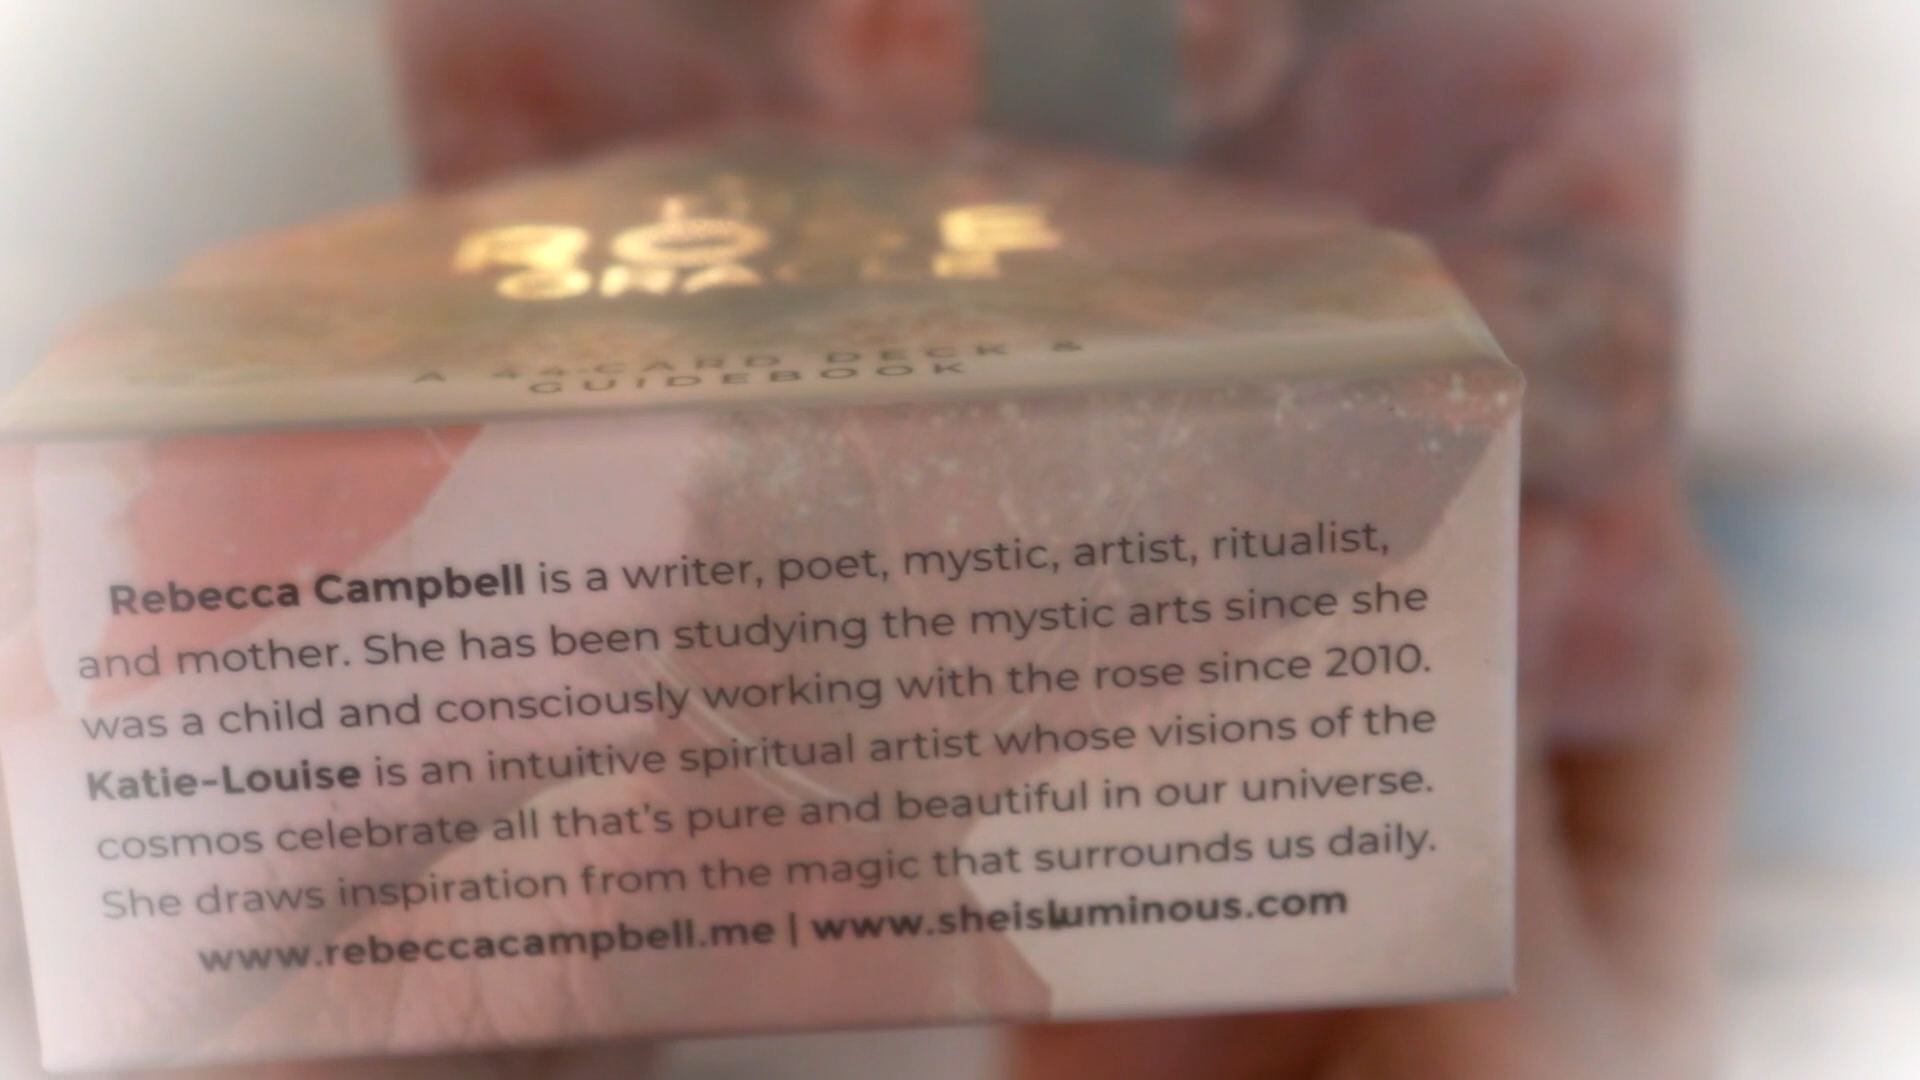 THE
ROSE
ORACLE
A 44-CARD DECK &
GUIDEBOOK
Rebecca Campbell is a writer, poet, mystic, artist, ritualist,
and mother. She has been studying the mystic arts since she
was a child and consciously working with the rose since 2010.
Katie-Louise is an intuitive spiritual artist whose visions of the
cosmos celebrate all that's pure and beautiful in our universe.
She draws inspiration from the magic that surrounds us daily.
www.rebeccacampbell.me | www.sheisluminous.com